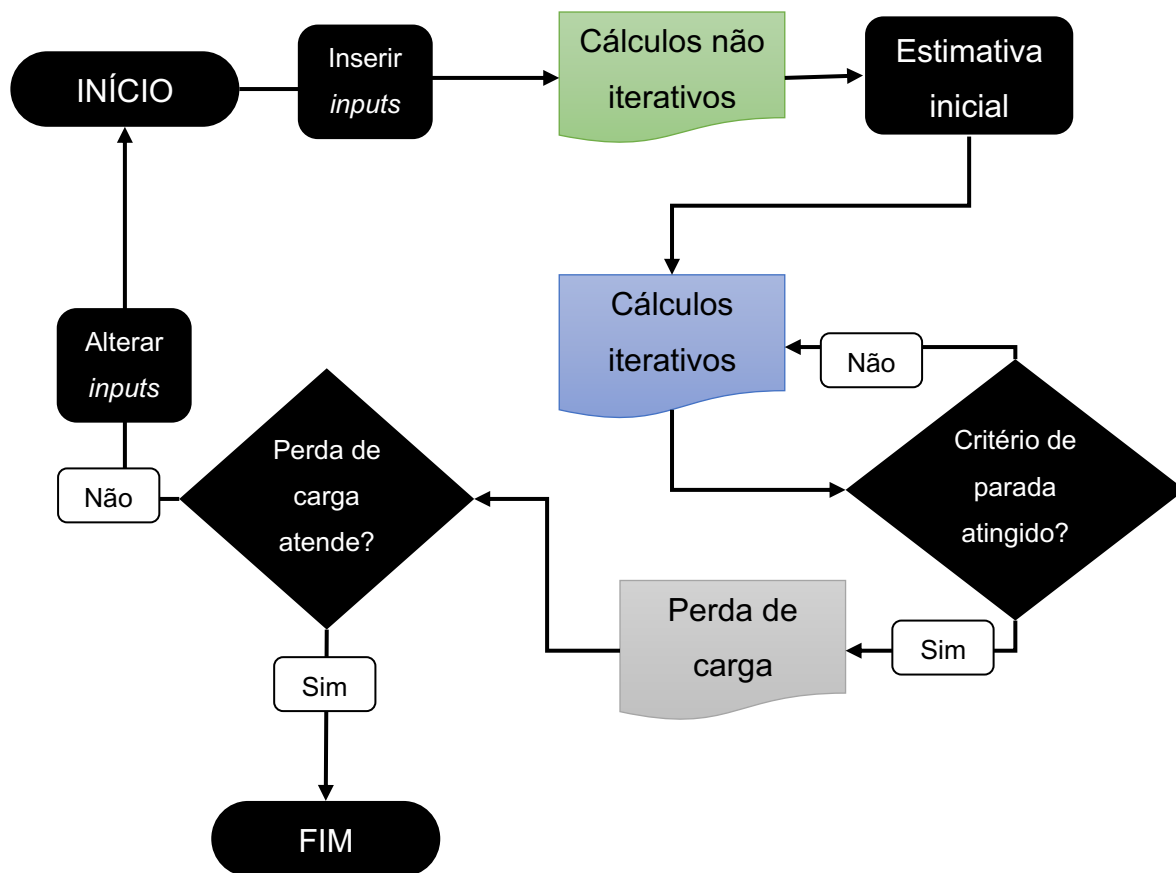 INÍCIO
Inserir
inputs
Cálculos não
iterativos
Estimativa
inicial
Cálculos
iterativos
Não
Critério de
parada
atingido?
Sim
Perda de
carga
Perda de
carga
atende?
Não
Alterar
inputs
Sim
FIM